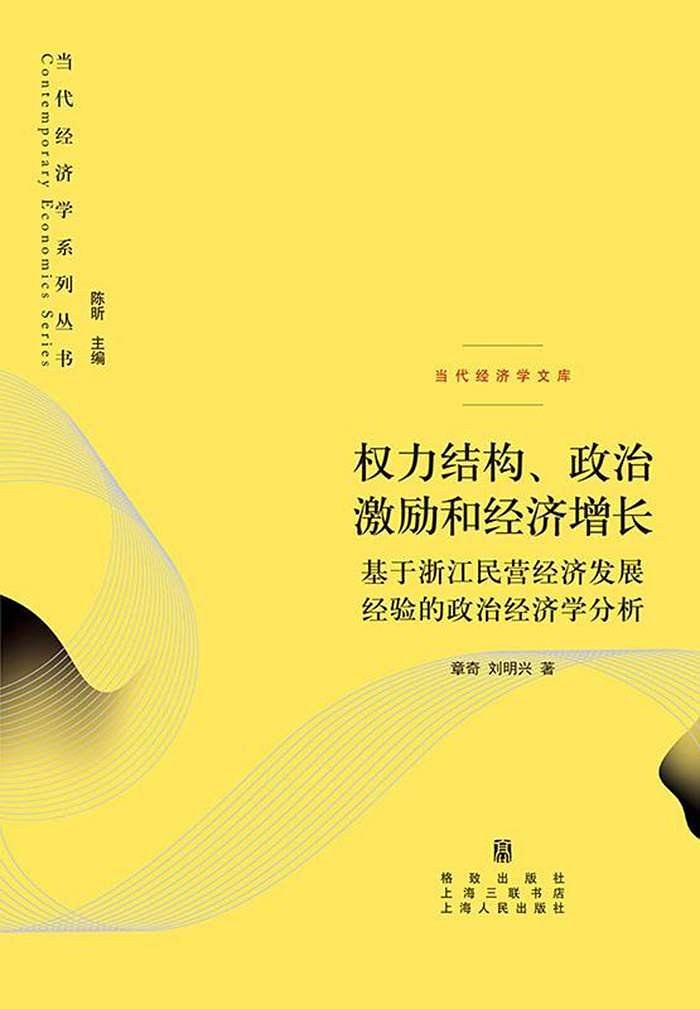 当代经济学系列丛书
Contemporary Economics Series
陈昕 主编
当代经济学文库
权力结构、政治
激励和经济增长
基于浙江民营经济发展
经验的政治经济学分析
章奇 刘明兴 著
格致出版社
上海三联书店
上海人民出版社